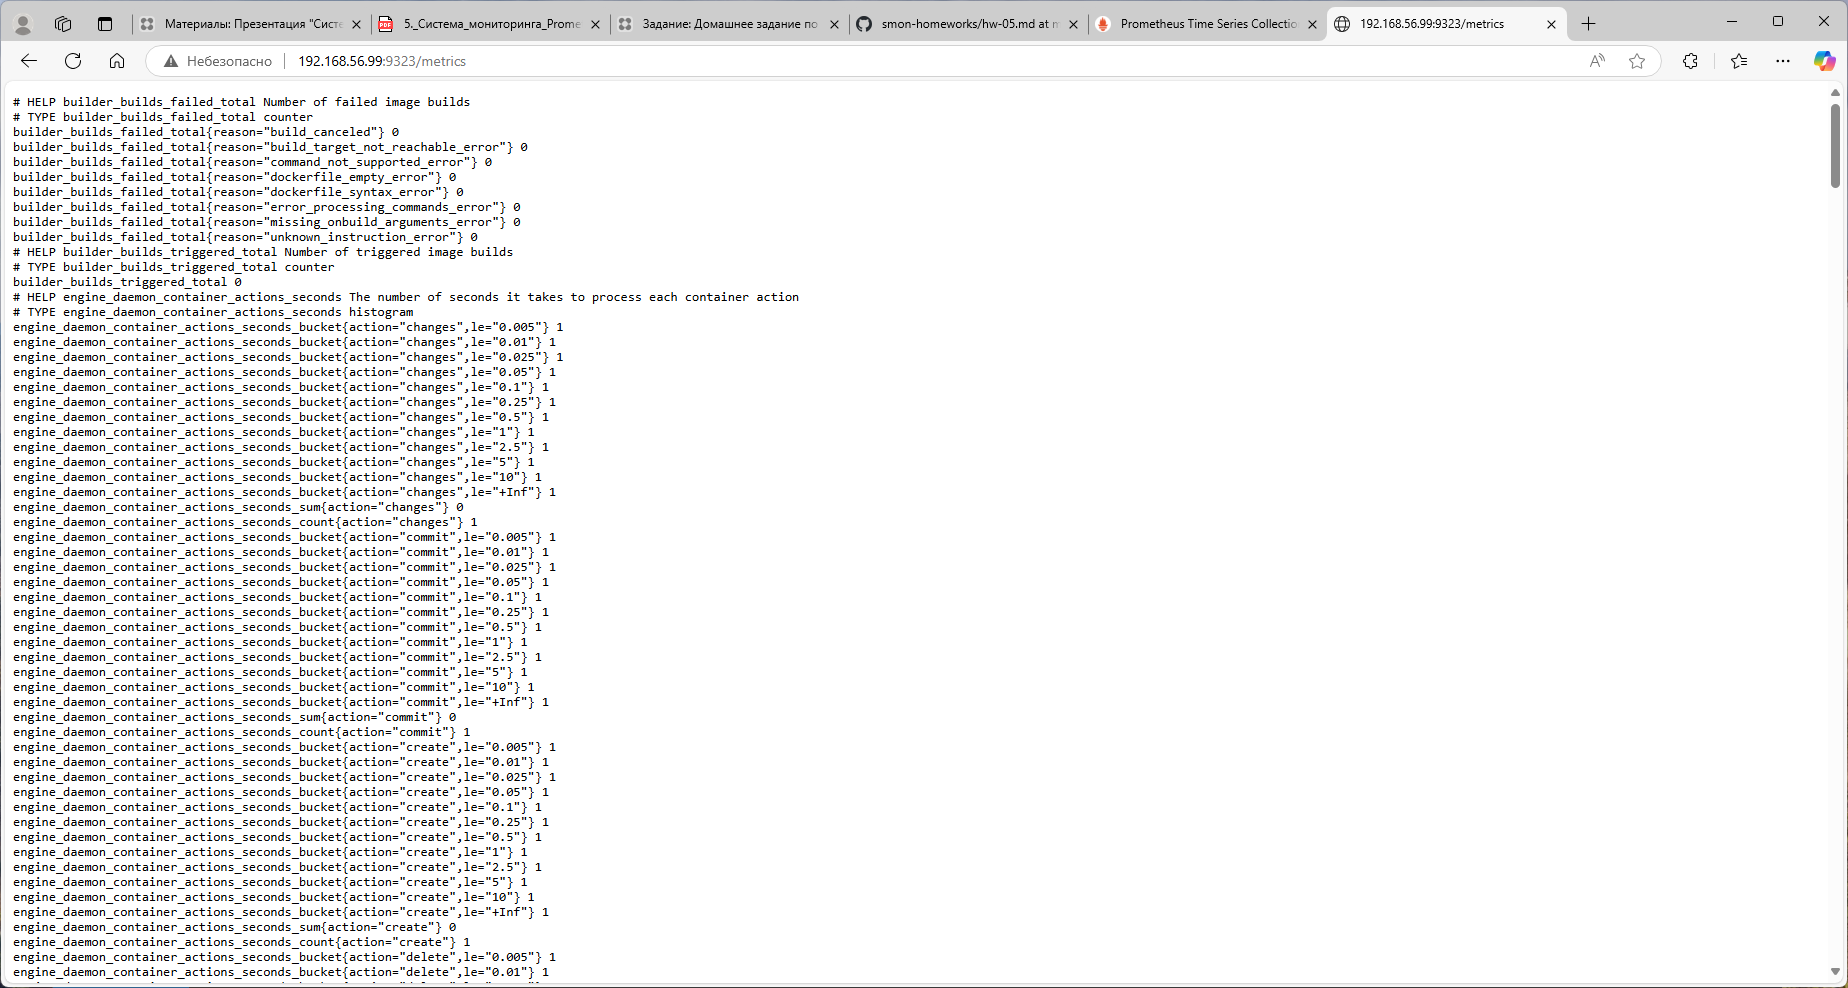 Материалы: Презентация "Систе
5._Система_мониторинга_Prome
Задание: Домашнее задание по
smon-homeworks/hw-05.md at m
Prometheus Time Series Collectio
192.168.56.99:9323/metrics
Небезопасно
192.168.56.99:9323/metrics
# HELP builder_builds_failed_total Number of failed image builds
# TYPE builder_builds_failed_total counter
builder_builds_failed_total{reason="build_canceled"} 0
builder_builds_failed_total{reason="build_target_not_reachable_error"} 0
builder_builds_failed_total{reason="command_not_supported_error"} 0
builder_builds_failed_total{reason="dockerfile_empty_error"} 0
builder_builds_failed_total{reason="dockerfile_syntax_error"} 0
builder_builds_failed_total{reason="error_processing_commands_error"} 0
builder_builds_failed_total{reason="missing_onbuild_arguments_error"} 0
builder_builds_failed_total{reason="unknown_instruction_error"} 0
# HELP builder_builds_triggered_total Number of triggered image builds
# TYPE builder_builds_triggered_total counter
builder_builds_triggered_total 0
# HELP engine_daemon_container_actions_seconds The number of seconds it takes to process each container action
# TYPE engine_daemon_container_actions_seconds histogram
engine_daemon_container_actions_seconds_bucket{action="changes",le="0.005"} 1
engine_daemon_container_actions_seconds_bucket{action="changes",le="0.01"} 1
engine_daemon_container_actions_seconds_bucket{action="changes",le="0.025"} 1
engine_daemon_container_actions_seconds_bucket{action="changes",le="0.05"} 1
engine_daemon_container_actions_seconds_bucket{action="changes",le="0.1"} 1
engine_daemon_container_actions_seconds_bucket{action="changes",le="0.25"} 1
engine_daemon_container_actions_seconds_bucket{action="changes",le="0.5"} 1
engine_daemon_container_actions_seconds_bucket{action="changes",le="1"} 1
engine_daemon_container_actions_seconds_bucket{action="changes",le="2.5"} 1
engine_daemon_container_actions_seconds_bucket{action="changes",le="5"} 1
engine_daemon_container_actions_seconds_bucket{action="changes",le="10"} 1
engine_daemon_container_actions_seconds_bucket{action="changes",le="+Inf"} 1
engine_daemon_container_actions_seconds_sum{action="changes"} 0
engine_daemon_container_actions_seconds_count{action="changes"} 1
engine_daemon_container_actions_seconds_bucket{action="commit",le="0.005"} 1
engine_daemon_container_actions_seconds_bucket{action="commit",le="0.01"} 1
engine_daemon_container_actions_seconds_bucket{action="commit",le="0.025"} 1
engine_daemon_container_actions_seconds_bucket{action="commit",le="0.05"} 1
engine_daemon_container_actions_seconds_bucket{action="commit",le="0.1"} 1
engine_daemon_container_actions_seconds_bucket{action="commit",le="0.25"} 1
engine_daemon_container_actions_seconds_bucket{action="commit",le="0.5"} 1
engine_daemon_container_actions_seconds_bucket{action="commit",le="1"} 1
engine_daemon_container_actions_seconds_bucket{action="commit",le="2.5"} 1
engine_daemon_container_actions_seconds_bucket{action="commit",le="5"} 1
engine_daemon_container_actions_seconds_bucket{action="commit",le="10"} 1
engine_daemon_container_actions_seconds_bucket{action="commit",le="+Inf"} 1
engine_daemon_container_actions_seconds_sum{action="commit"} 0
engine_daemon_container_actions_seconds_count{action="commit"} 1
engine_daemon_container_actions_seconds_bucket{action="create",le="0.005"} 1
engine_daemon_container_actions_seconds_bucket{action="create",le="0.01"} 1
engine_daemon_container_actions_seconds_bucket{action="create",le="0.025"} 1
engine_daemon_container_actions_seconds_bucket{action="create",le="0.05"} 1
engine_daemon_container_actions_seconds_bucket{action="create",le="0.1"} 1
engine_daemon_container_actions_seconds_bucket{action="create",le="0.25"} 1
engine_daemon_container_actions_seconds_bucket{action="create",le="0.5"} 1
engine_daemon_container_actions_seconds_bucket{action="create",le="1"} 1
engine_daemon_container_actions_seconds_bucket{action="create",le="2.5"} 1
engine_daemon_container_actions_seconds_bucket{action="create",le="5"} 1
engine_daemon_container_actions_seconds_bucket{action="create",le="10"} 1
engine_daemon_container_actions_seconds_bucket{action="create",le="+Inf"} 1
engine_daemon_container_actions_seconds_sum{action="create"} 0
engine_daemon_container_actions_seconds_count{action="create"} 1
engine_daemon_container_actions_seconds_bucket{action="delete",le="0.005"} 1
engine_daemon_container_actions_seconds_bucket{action="delete",le="0.01"} 1